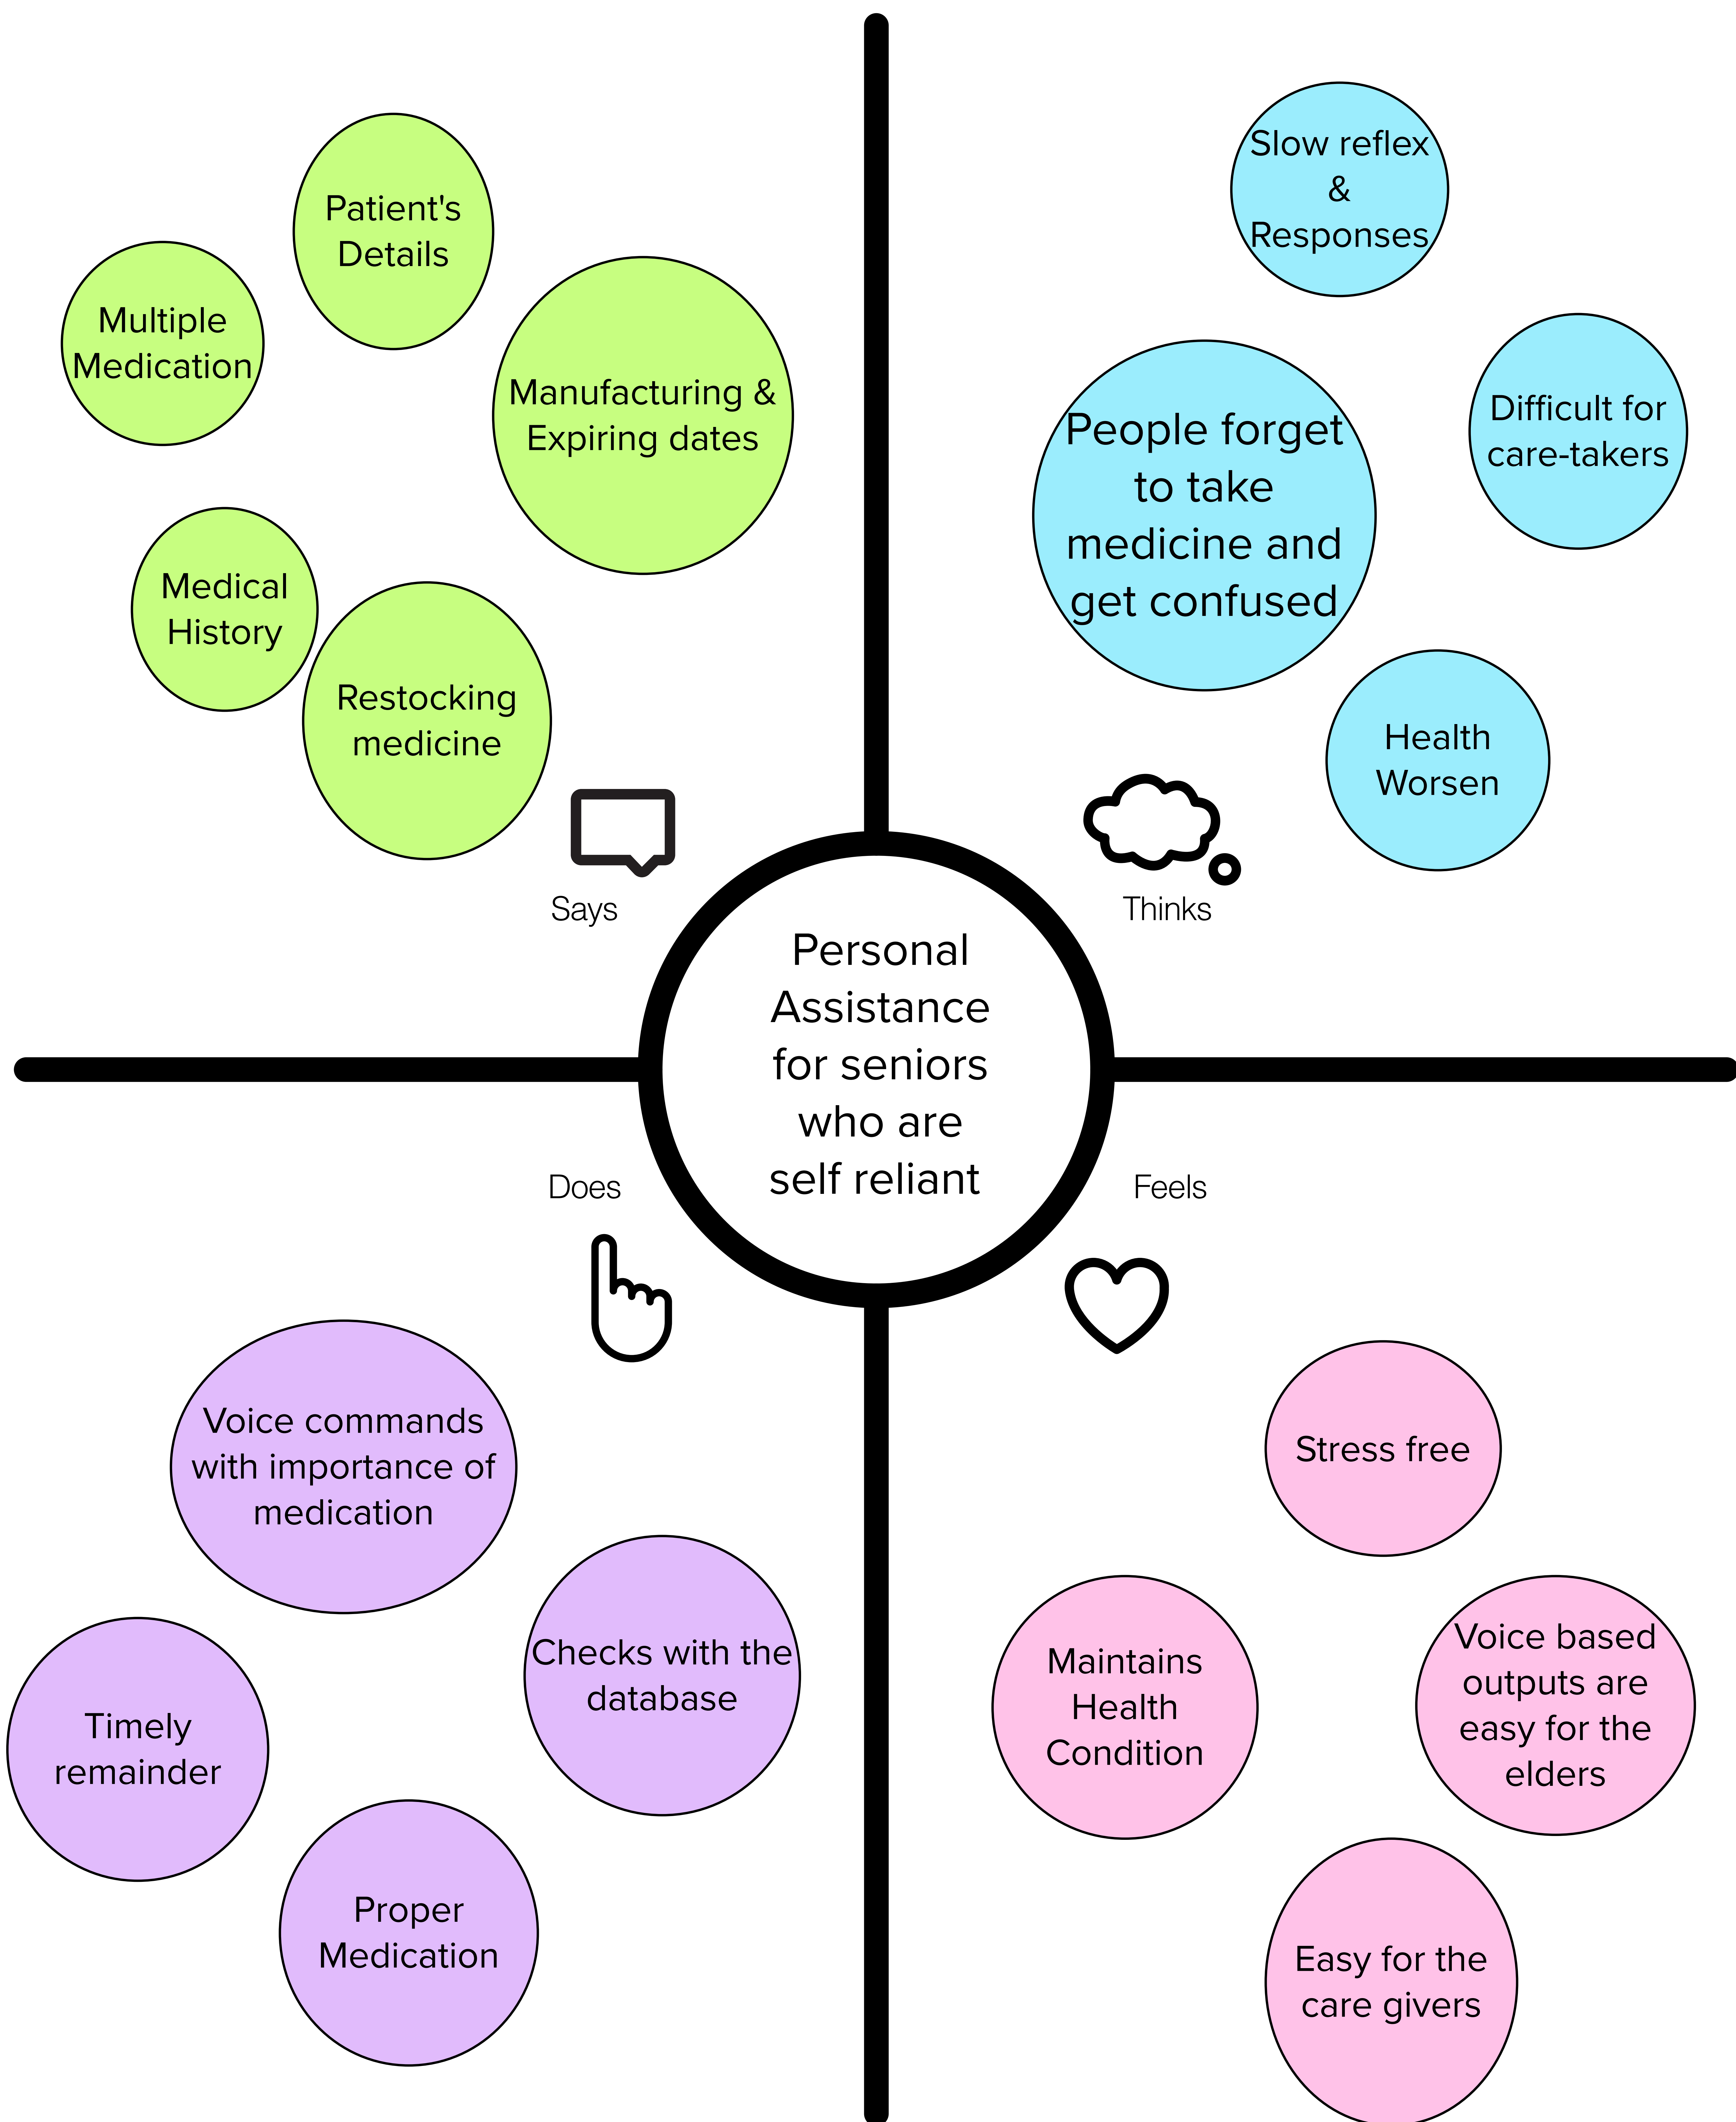 Patient's
Details
Multiple
Medication
Manufacturing &
Expiring dates
Medical
History
Restocking
medicine
Says
Slow reflex
&
Responses
Difficult for
care-takers
People forget
to take
medicine and
get confused
Health
Worsen
Thinks
Personal
Assistance
for seniors
who are
self reliant
Does
Voice commands
with importance of
medication
Checks with the
database
Timely
remainder
Proper
Medication
Feels
Stress free
Maintains
Health
Condition
Voice based
outputs are
easy for the
elders
Easy for the
care givers